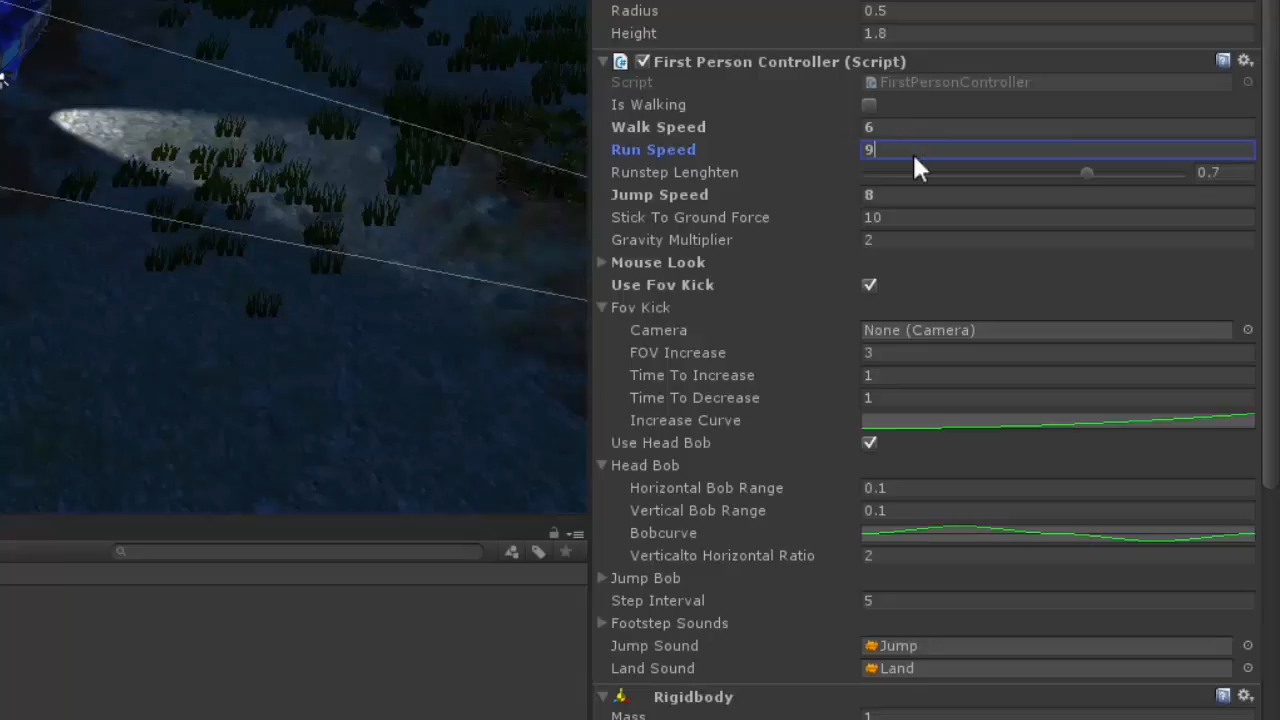 Radius 0.5
Height 1.8
First Person Controller (Script)
Script FirstPersonController
Is Walking
Walk Speed 6
Run Speed 9
Runstep Lenghten 0.7
Jump Speed 8
Stick To Ground Force 10
Gravity Multiplier 2
Mouse Look
Use Fov Kick
Fov Kick
Camera None (Camera)
FOV Increase 3
Time To Increase 1
Time To Decrease 1
Increase Curve
Use Head Bob
Head Bob
Horizontal Bob Range 0.1
Vertical Bob Range 0.1
Bobcurve
Verticalto Horizontal Ratio 2
Jump Bob
Step Interval 5
Footstep Sounds
Jump Sound Jump
Land Sound Land
Rigidbody
Mass 1